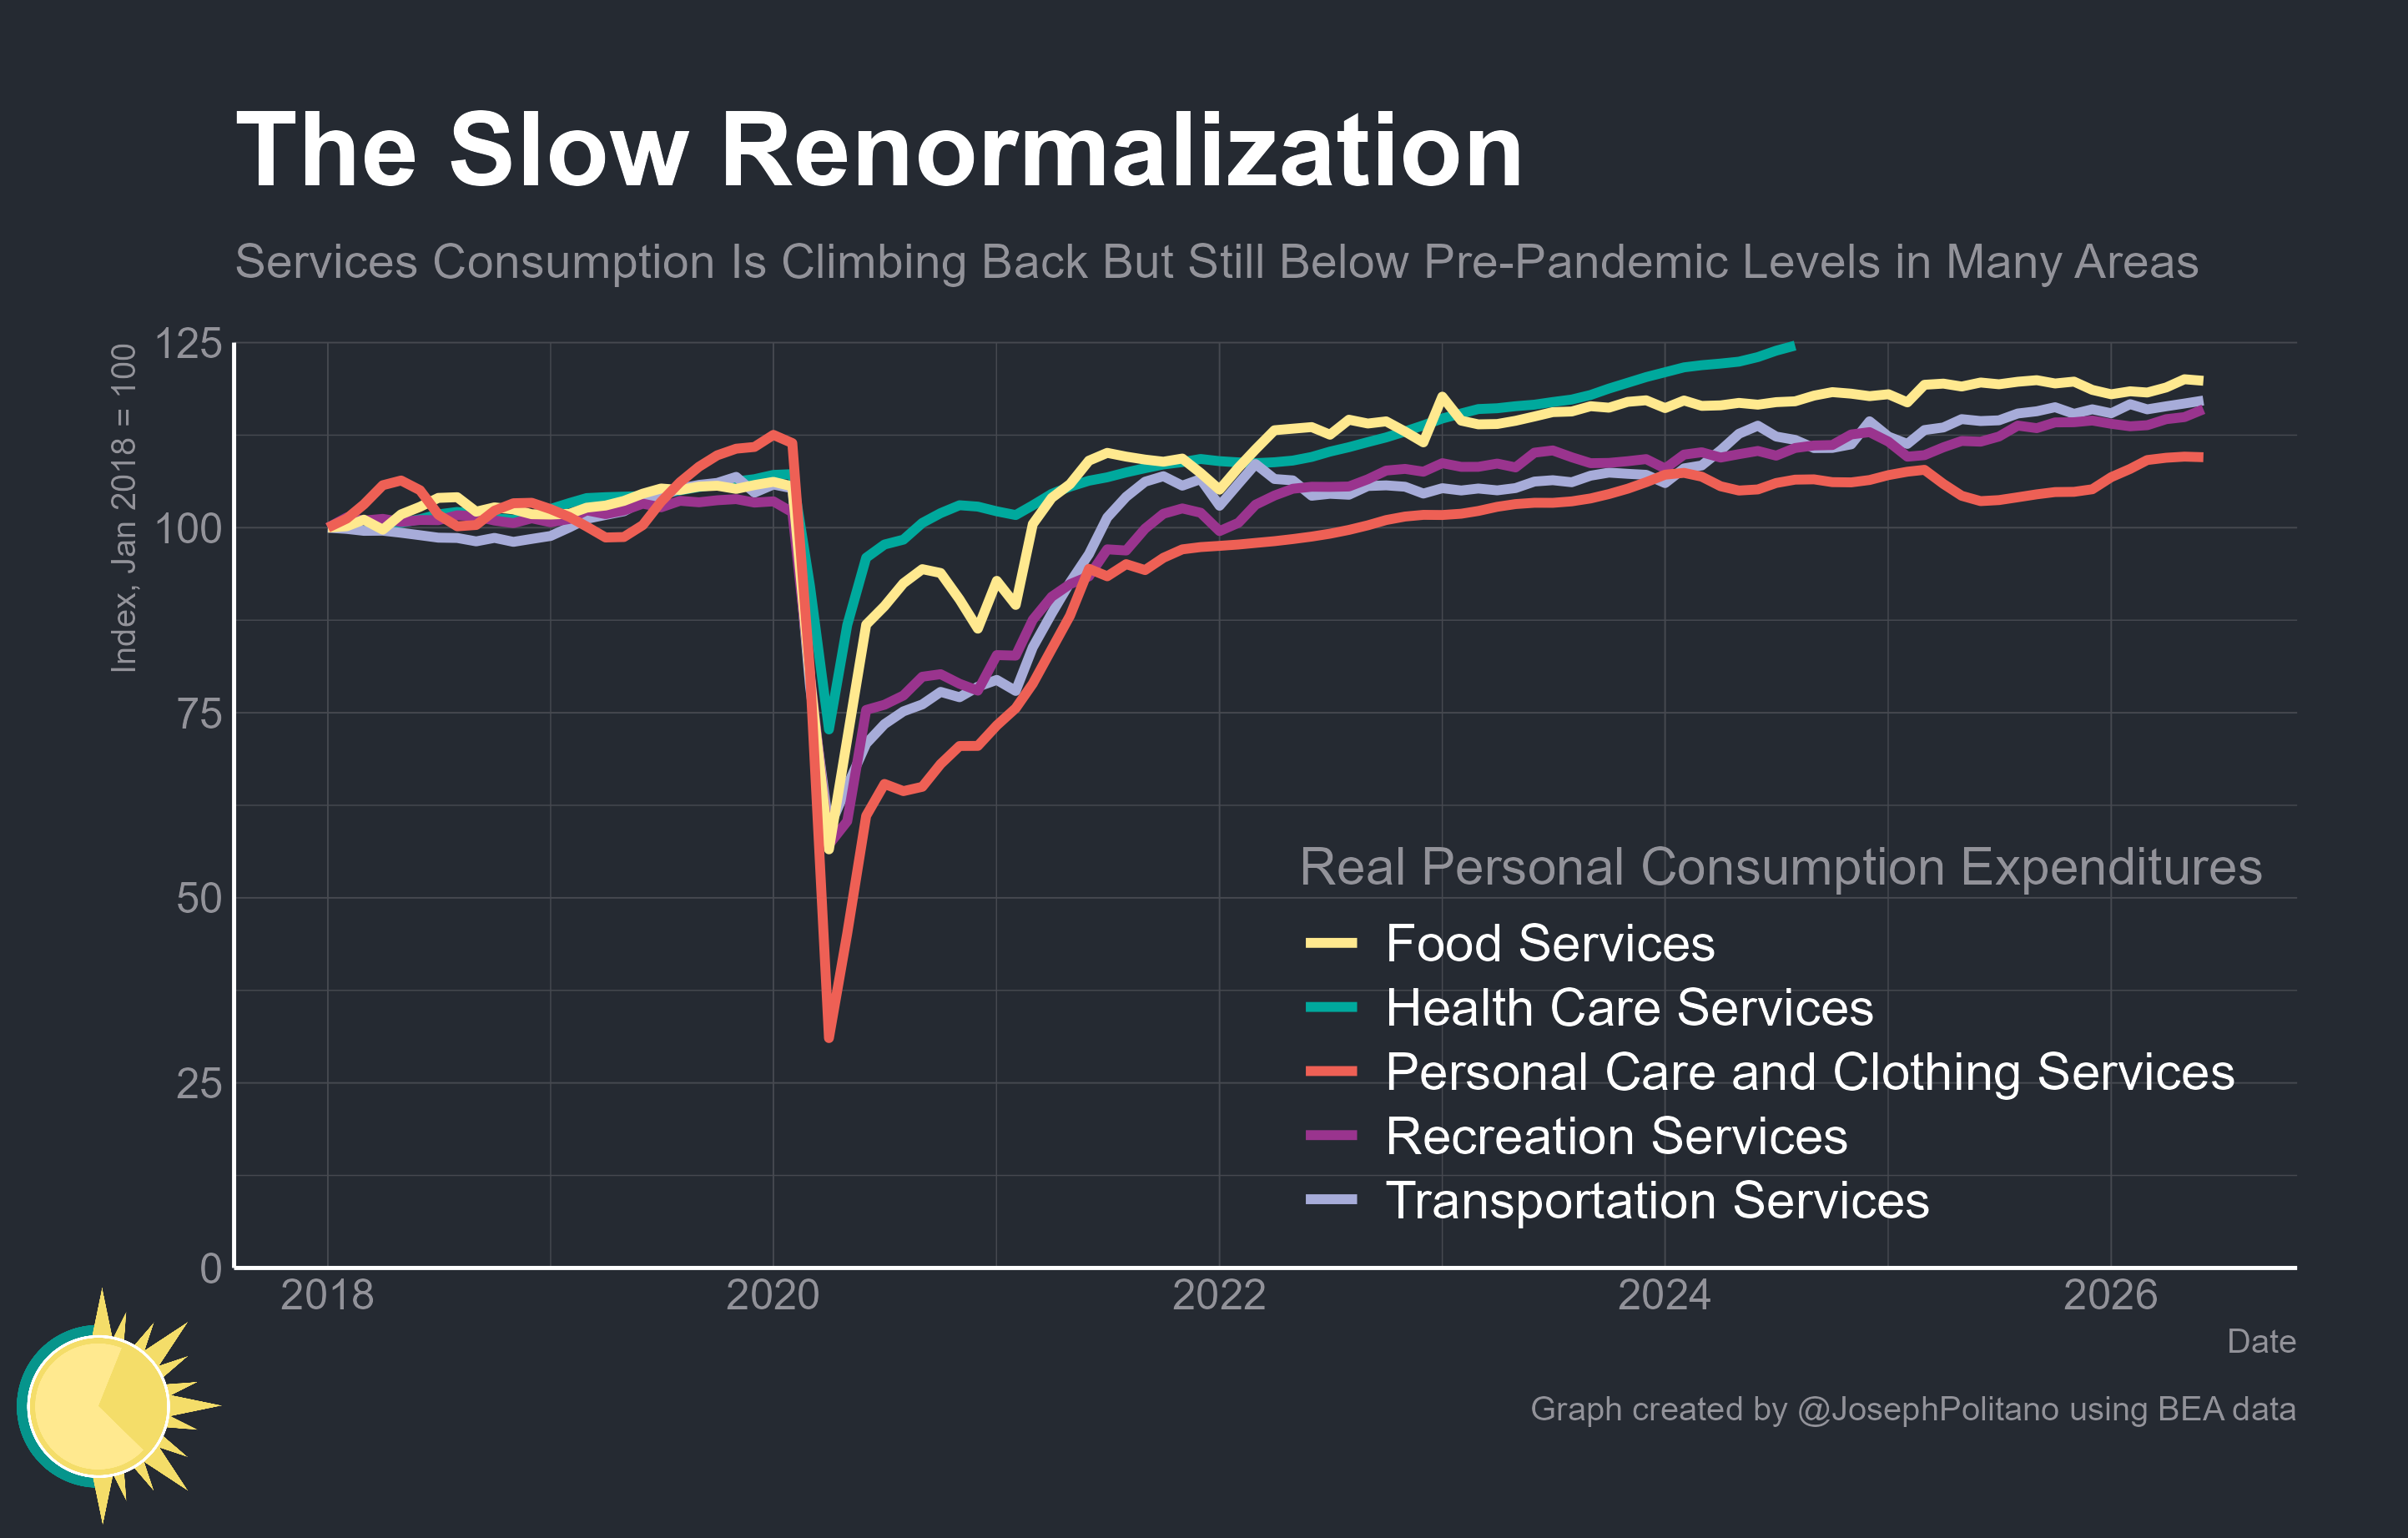 The Slow Renormalization
Services Consumption Is Climbing Back But Still Below Pre-Pandemic Levels in Many Areas
Index, Jan 2018 = 100
125
100
75
50
25
0
Real Personal Consumption Expenditures
Food Services
Health Care Services
Personal Care and Clothing Services
Recreation Services
Transportation Services
2018 2020 2022 2024 2026
Date
Graph created by @JosephPolitano using BEA data